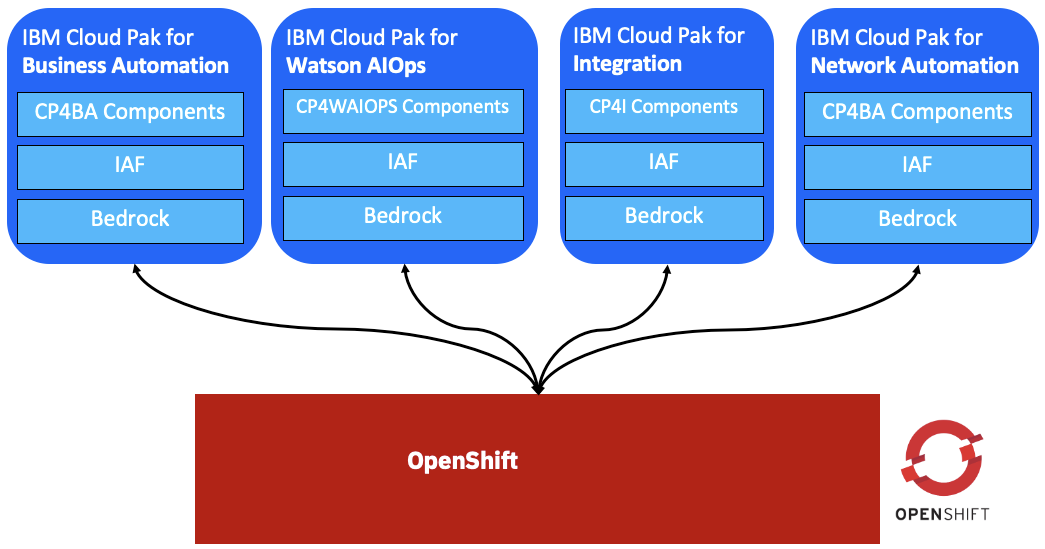 IBM Cloud Pak for
Business Automation
CP4BA Components
IAF
Bedrock
IBM Cloud Pak for
Watson AIOps
CP4WAIOPS Components
IAF
Bedrock
IBM Cloud Pak for
Integration
CP4I Components
IAF
Bedrock
IBM Cloud Pak for
Network Automation
CP4BA Components
IAF
Bedrock
OpenShift
OPENSHIFT